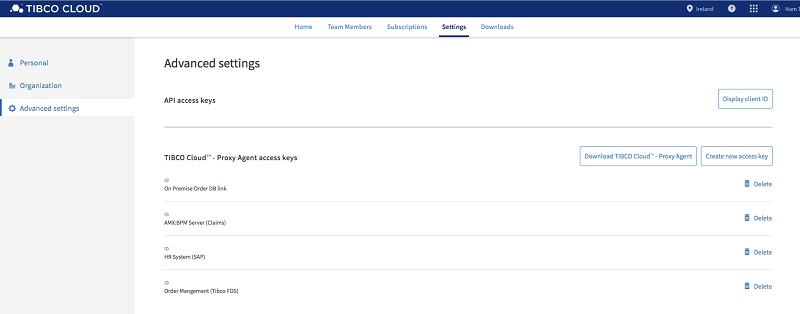 TIBCO CLOUD™
Ireland
Nam T
Home Team Members Subscriptions Settings Downloads
Personal
Organization
Advanced settings
Advanced settings
API access keys
Display client ID
TIBCO Cloud™ - Proxy Agent access keys
Download TIBCO Cloud™ - Proxy Agent
Create new access key
ID
On Premise Order DB link
Delete
ID
AMX:BPM Server (Claims)
Delete
ID
HR System (SAP)
Delete
ID
Order Mangement (Tibco FOS)
Delete